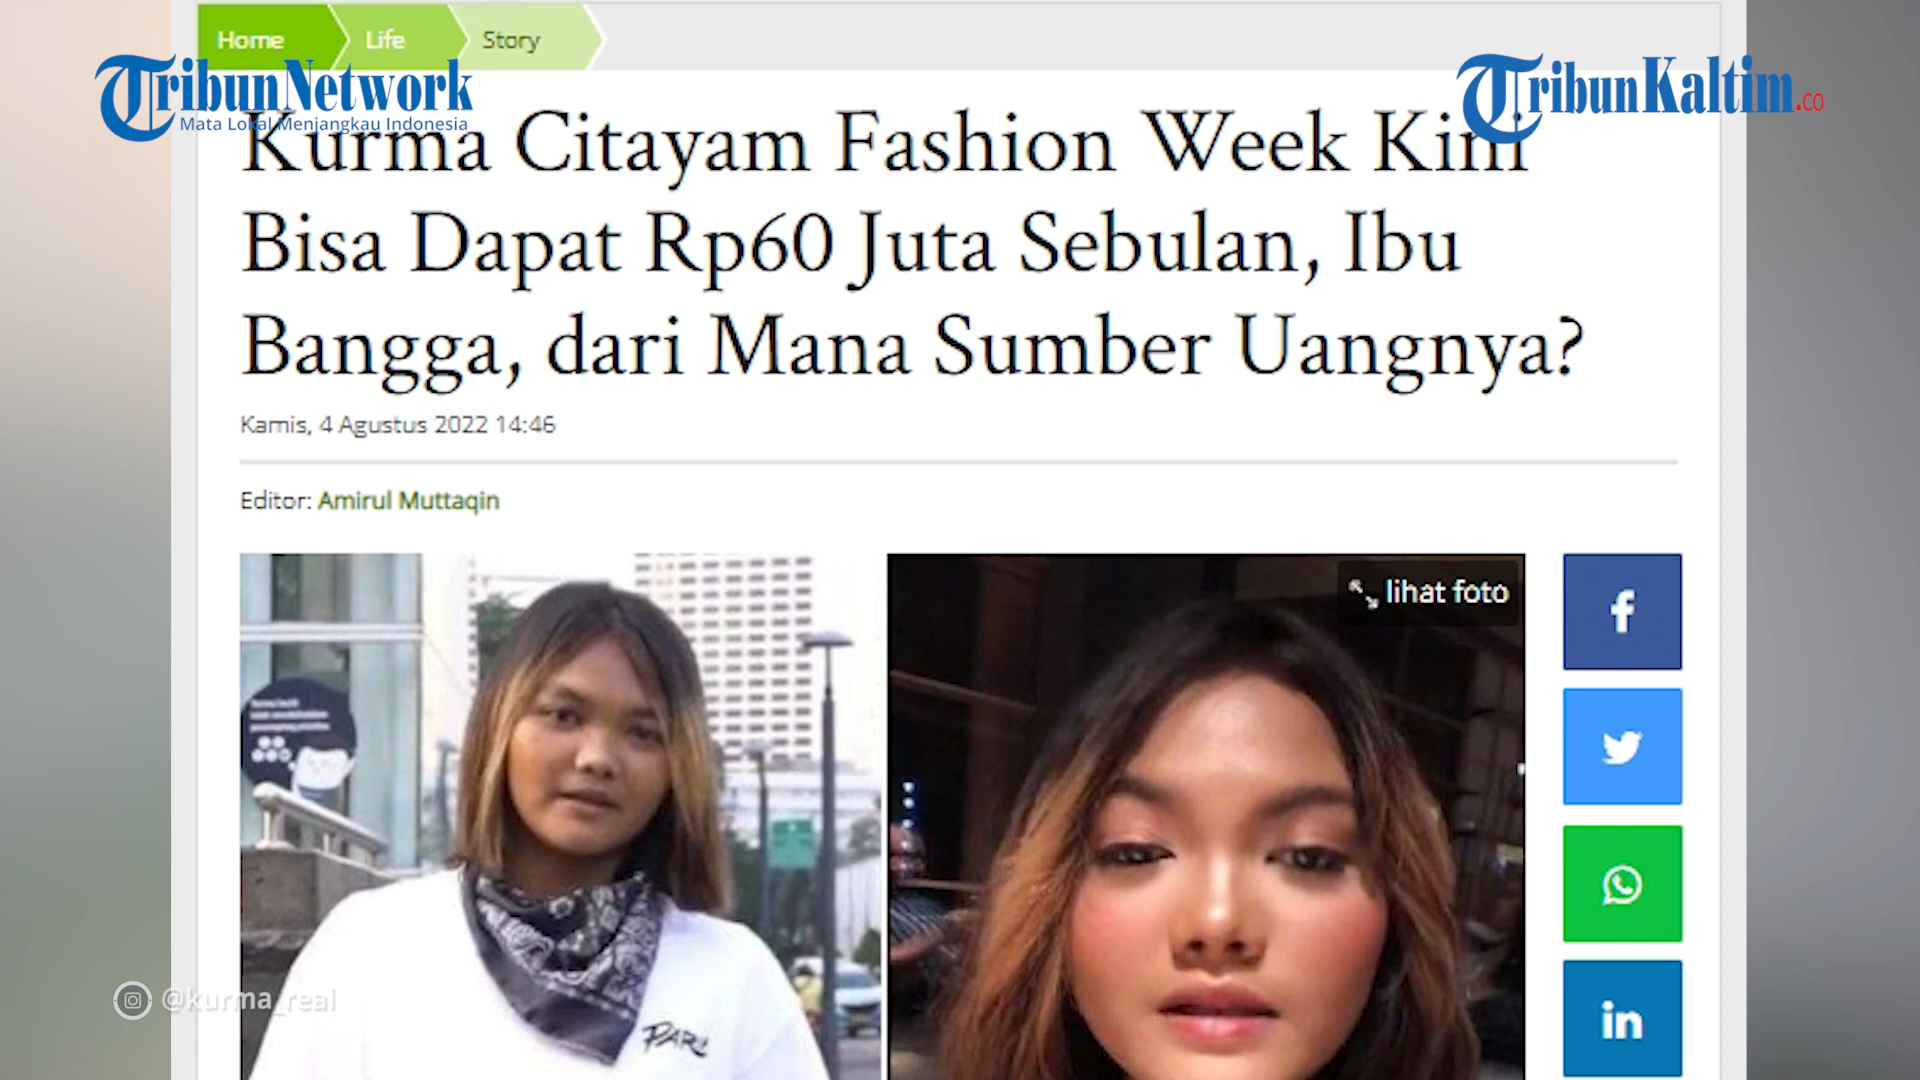 Home Life Story
TribunNetwork
Mata Lokal Menjangkau Indonesia
TribunKaltim.co
Kurma Citayam Fashion Week Kini
Bisa Dapat Rp60 Juta Sebulan, Ibu
Bangga, dari Mana Sumber Uangnya?
Kamis, 4 Agustus 2022 14:46
Editor: Amirul Muttaqin
lihat foto
f
in
@kurma_real